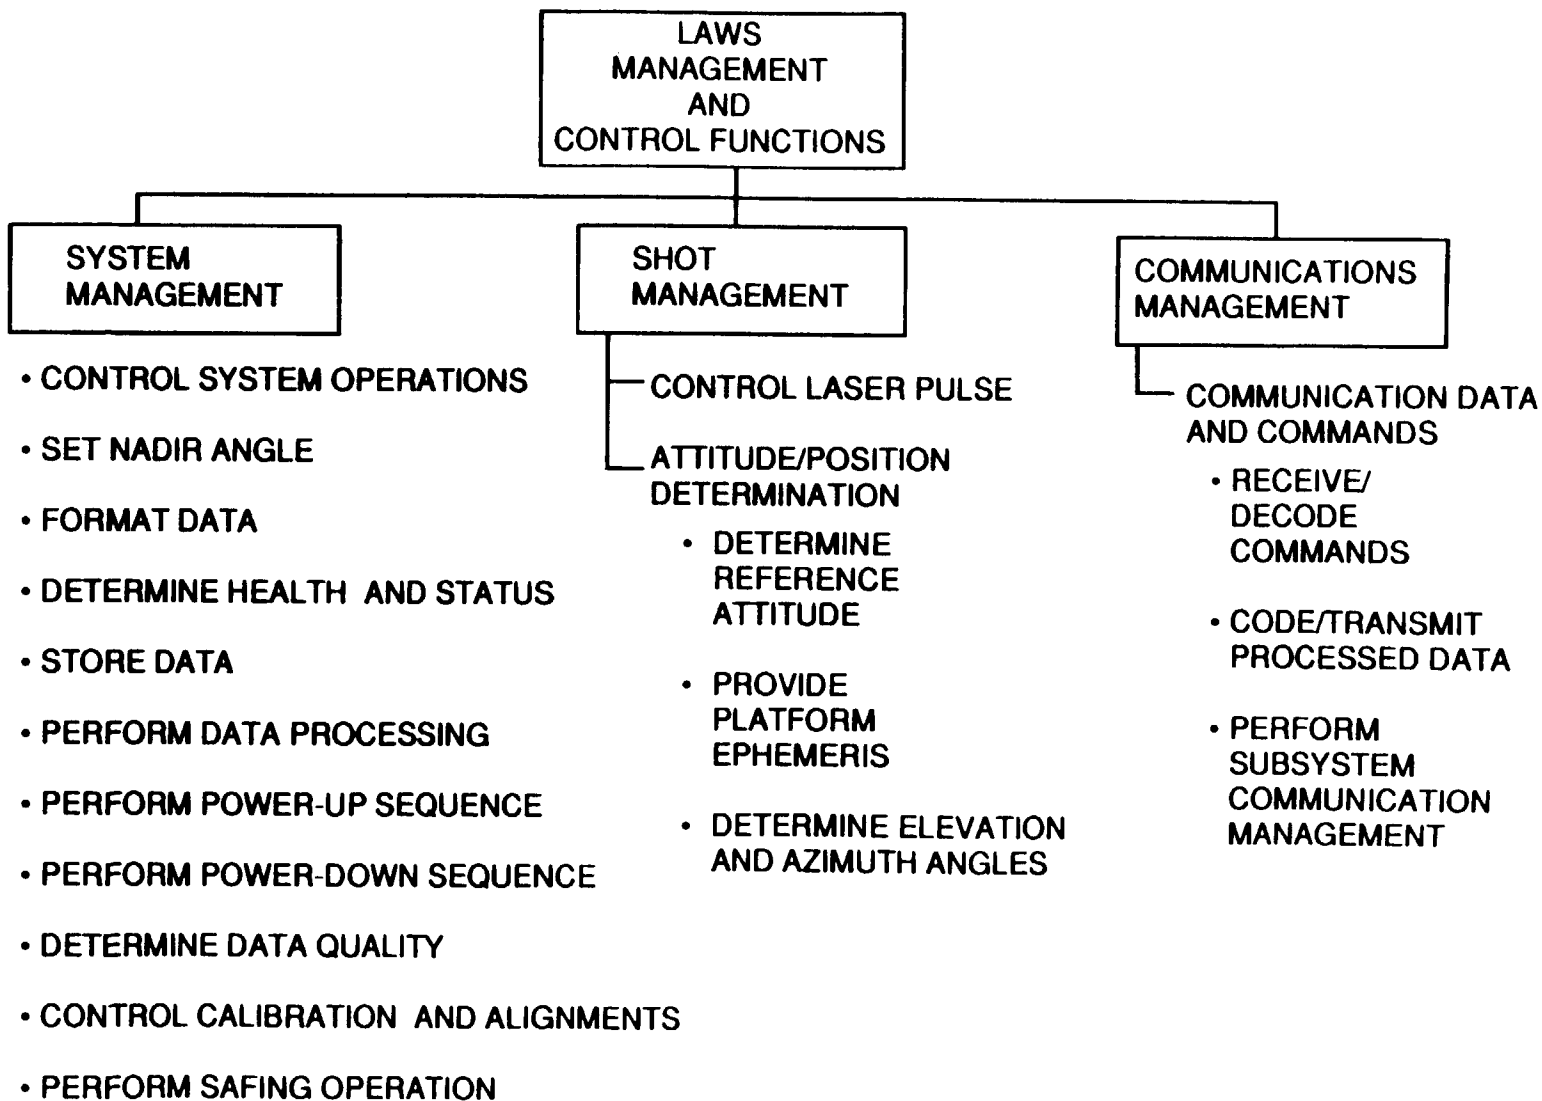 LAWS
MANAGEMENT
AND
CONTROL FUNCTIONS
SYSTEM
MANAGEMENT
• CONTROL SYSTEM OPERATIONS
• SET NADIR ANGLE
• FORMAT DATA
• DETERMINE HEALTH AND STATUS
• STORE DATA
• PERFORM DATA PROCESSING
• PERFORM POWER-UP SEQUENCE
• PERFORM POWER-DOWN SEQUENCE
• DETERMINE DATA QUALITY
• CONTROL CALIBRATION AND ALIGNMENTS
• PERFORM SAFING OPERATION
SHOT
MANAGEMENT
CONTROL LASER PULSE
ATTITUDE/POSITION
DETERMINATION
• DETERMINE
REFERENCE
ATTITUDE
• PROVIDE
PLATFORM
EPHEMERIS
• DETERMINE ELEVATION
AND AZIMUTH ANGLES
COMMUNICATIONS
MANAGEMENT
COMMUNICATION DATA
AND COMMANDS
• RECEIVE/
DECODE
COMMANDS
• CODE/TRANSMIT
PROCESSED DATA
• PERFORM
SUBSYSTEM
COMMUNICATION
MANAGEMENT